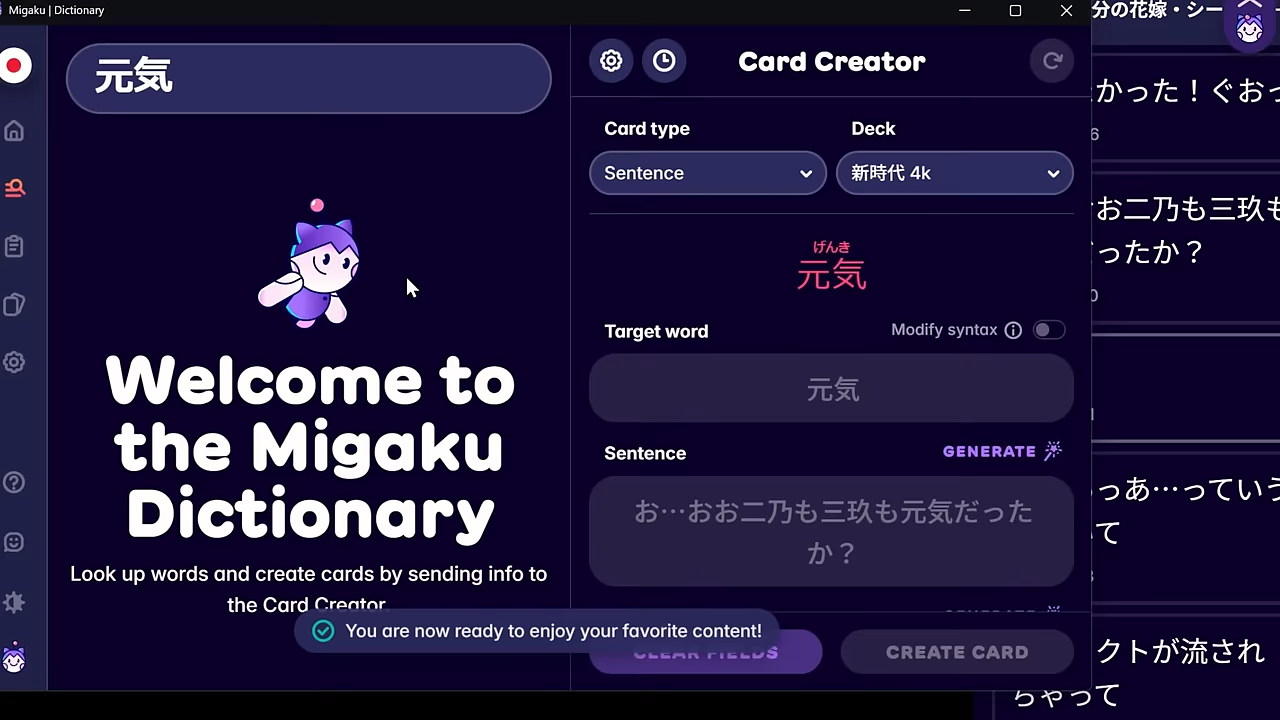 Migaku | Dictionary
元気
Welcome to
the Migaku
Dictionary
Look up words and create cards by sending info to
the Card Creator
Card Creator
Card type
Deck
Sentence
新時代 4k
げんき
元気
Target word
Modify syntax
元気
Sentence
GENERATE
お…おお二乃も三玖も元気だった
か？
You are now ready to enjoy your favorite content!
CLEAR FIELDS
CREATE CARD
分の花嫁・シー
かった！ぐおっ
6
お二乃も三玖も
ったか？
0
っあ…っていう
て
クトが流され
ちゃって